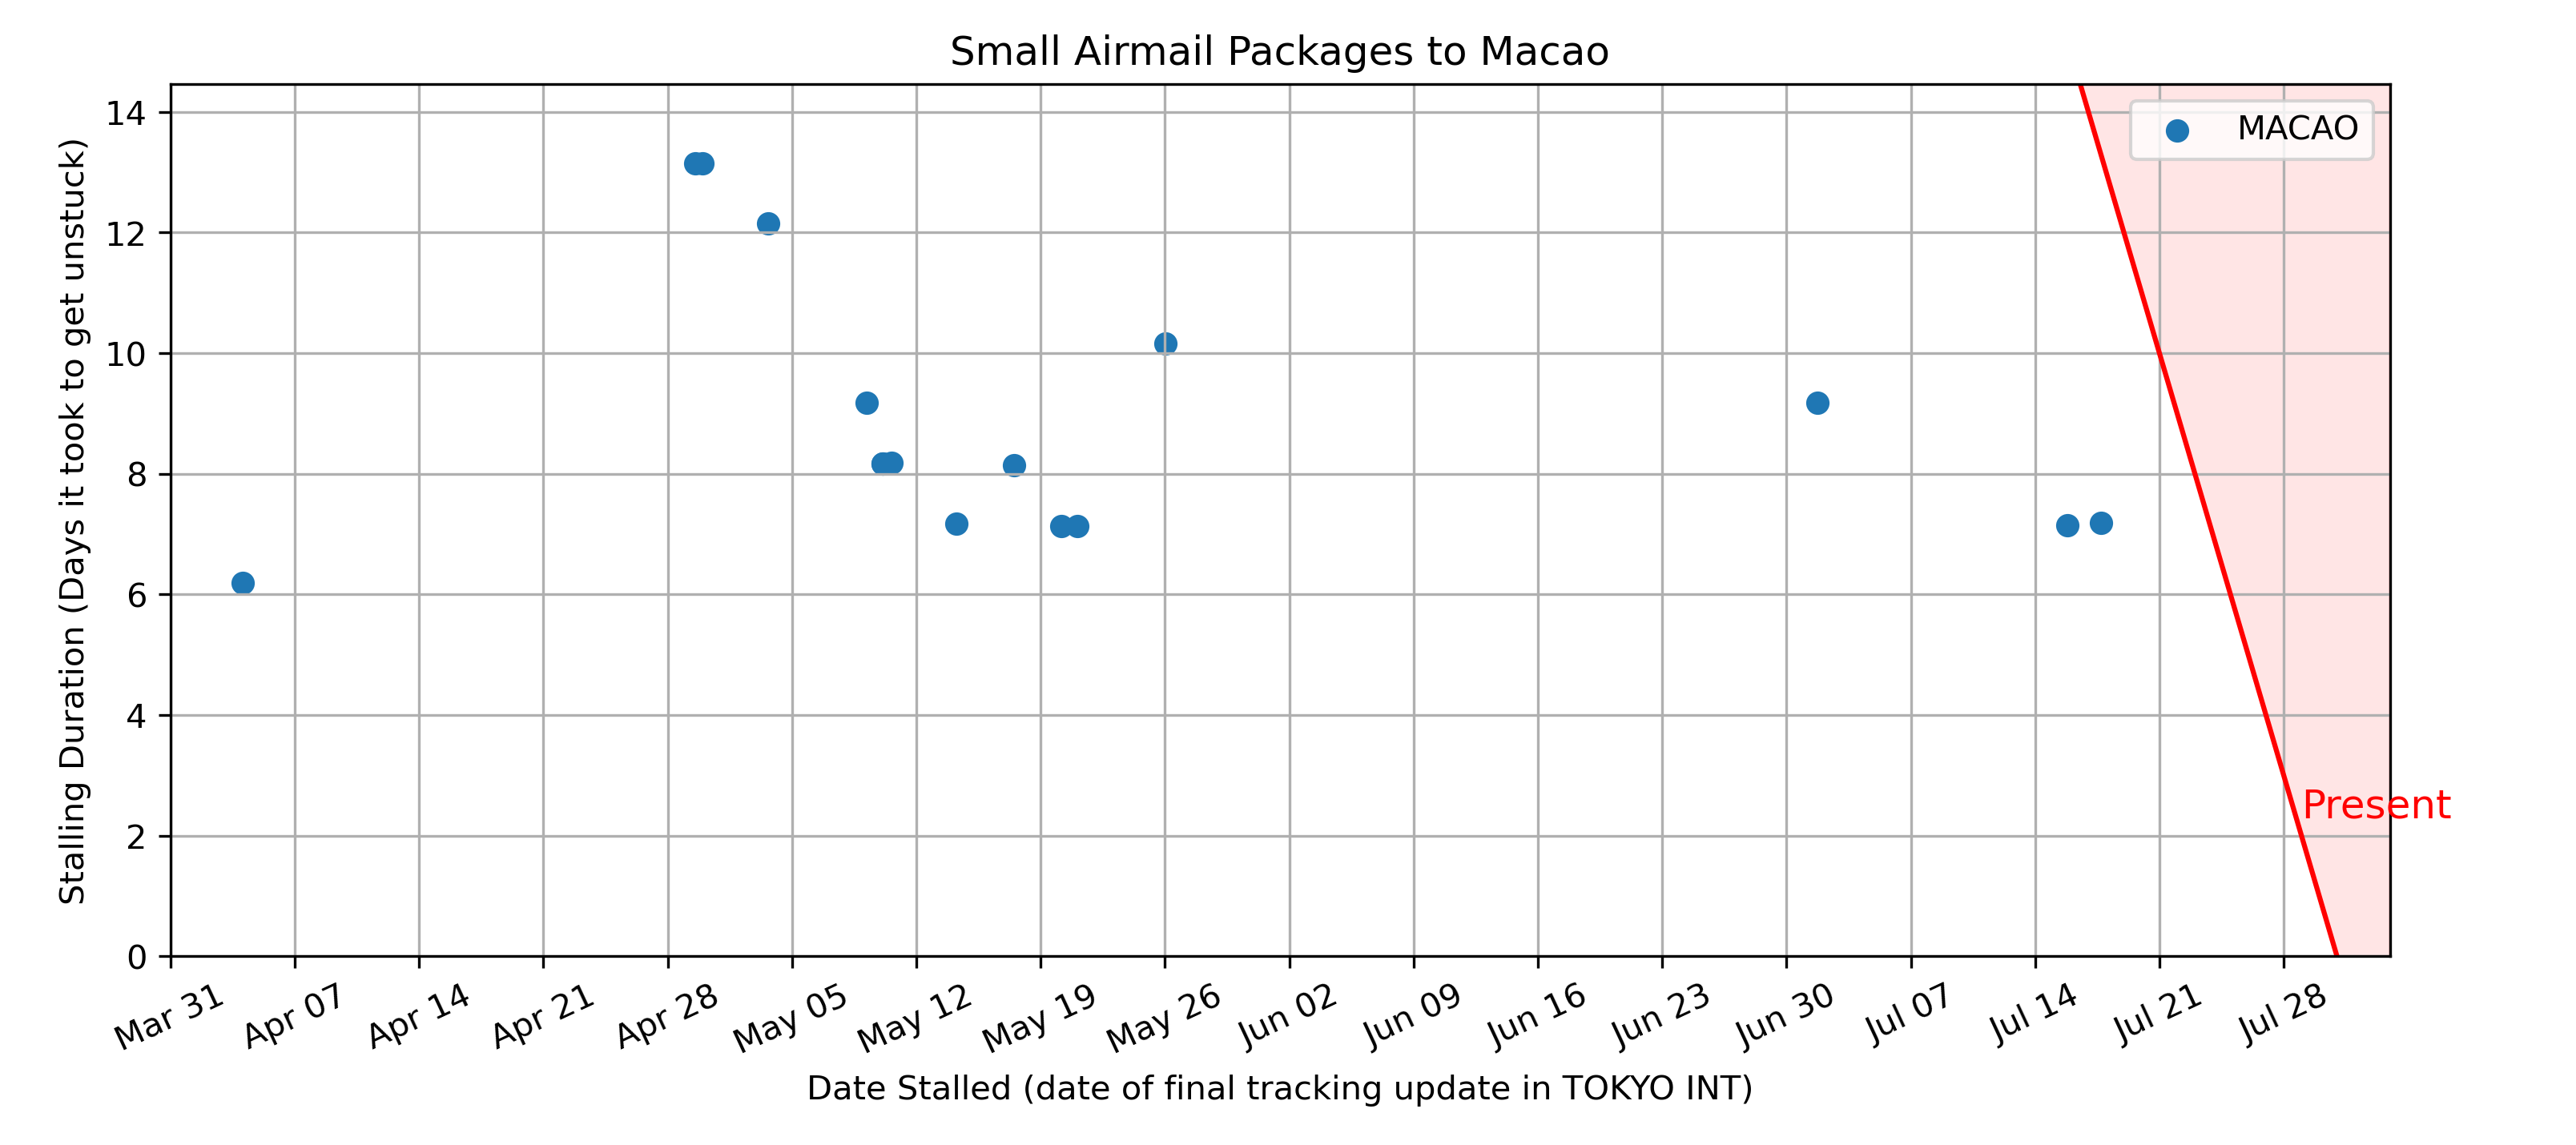 Small Airmail Packages to Macao
MACAO
Stalling Duration (Days it took to get unstuck)
14
12
10
8
6
4
2
0
Present
Mar 31
Apr 07
Apr 14
Apr 21
Apr 28
May 05
May 12
May 19
May 26
Jun 02
Jun 09
Jun 16
Jun 23
Jun 30
Jul 07
Jul 14
Jul 21
Jul 28
Date Stalled (date of final tracking update in TOKYO INT)